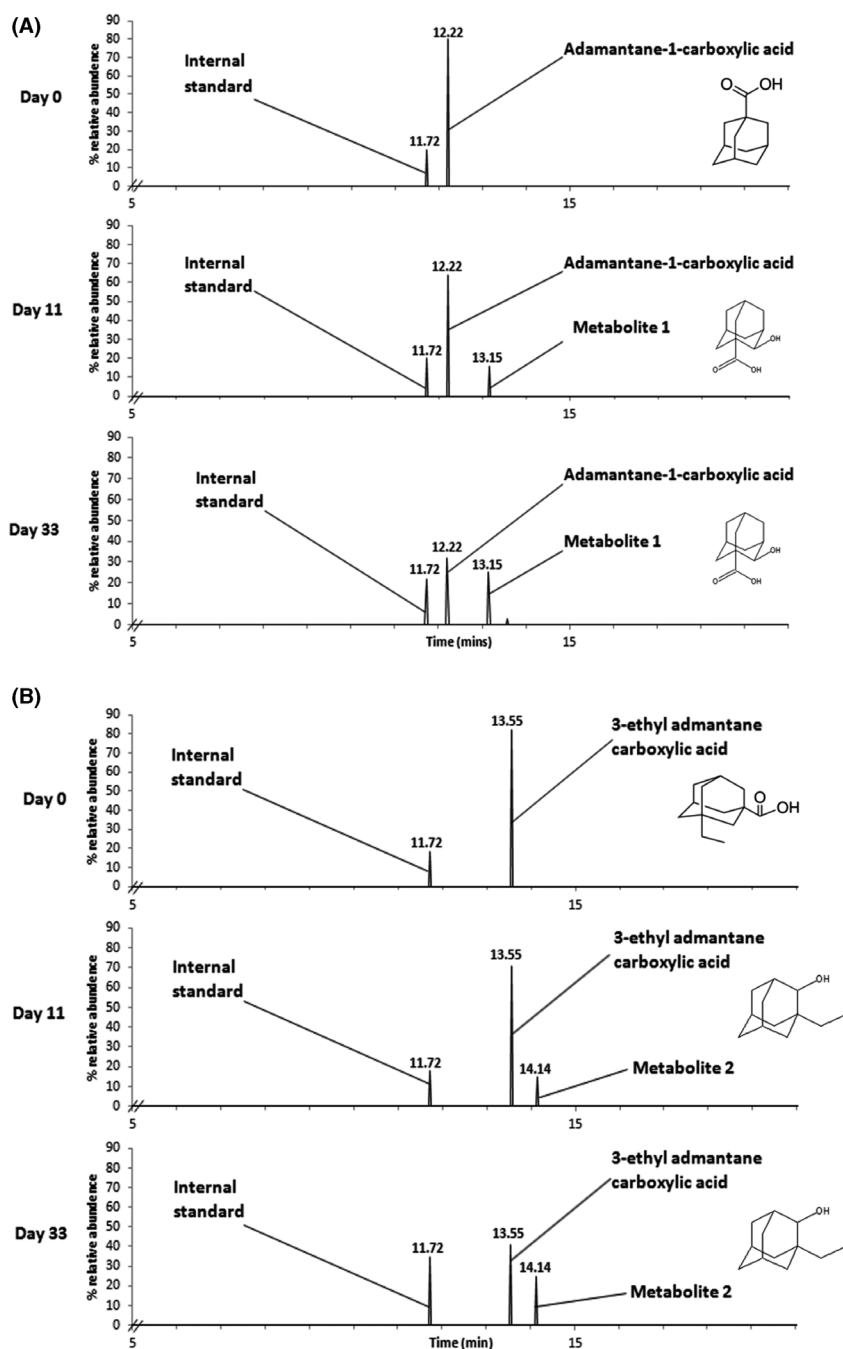 (A)
Day 0
% relative abundance
90
80
70
60
50
40
30
20
10
0
Internal
standard
11.72
12.22
Adamantane-1-carboxylic acid
O
OH
5
15
Day 11
% relative abundance
90
80
70
60
50
40
30
20
10
0
Internal
standard
11.72
12.22
Adamantane-1-carboxylic acid
13.15
Metabolite 1
OH
O
OH
5
15
Day 33
% relative abundance
90
80
70
60
50
40
30
20
10
0
Internal
standard
11.72
12.22
Adamantane-1-carboxylic acid
13.15
Metabolite 1
OH
O
OH
5
Time (mins)
15
(B)
Day 0
% relative abundance
90
80
70
60
50
40
30
20
10
0
Internal
standard
11.72
13.55
3-ethyl admantane
carboxylic acid
O
OH
5
15
Day 11
% relative abundance
90
80
70
60
50
40
30
20
10
0
Internal
standard
11.72
13.55
3-ethyl admantane
carboxylic acid
14.14
Metabolite 2
OH
5
15
Day 33
% relative abundance
90
80
70
60
50
40
30
20
10
0
Internal
standard
11.72
13.55
3-ethyl admantane
carboxylic acid
14.14
Metabolite 2
OH
5
Time (min)
15